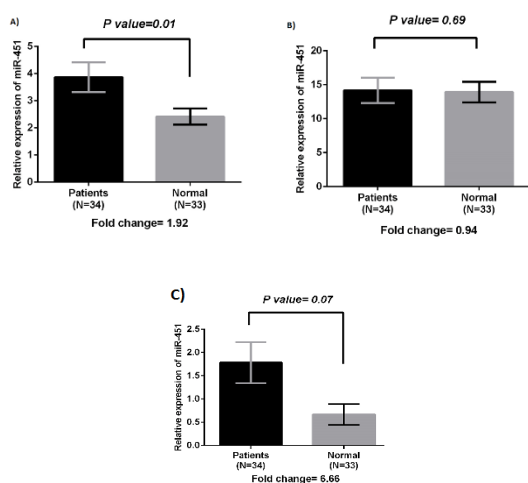 A)
P value=0.01
Relative expression of miR-451
5
4
3
2
1
0
Patients Normal
(N=34) (N=33)
Fold change= 1.92
B)
P value= 0.69
Relative expression of miR-451
20
15
10
5
0
Patients Normal
(N=34) (N=33)
Fold change= 0.94
C)
P value= 0.07
Relative expression of miR-451
2.5
2.0
1.5
1.0
0.5
0.0
Patients Normal
(N=34) (N=33)
Fold change= 6.66